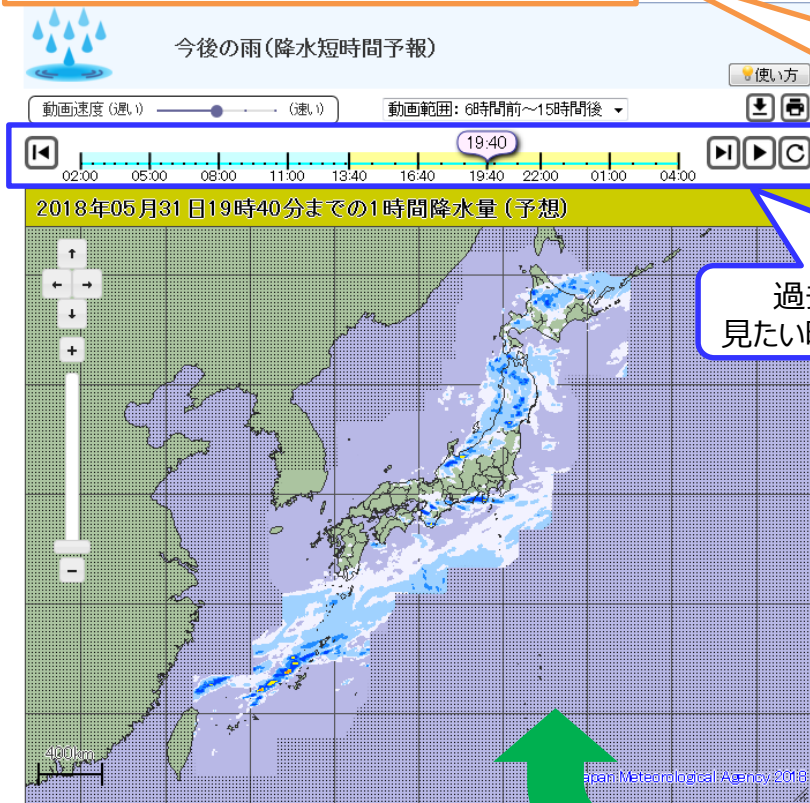 今後の雨(降水短時間予報)
使い方
動画速度 (遅い) (速い)
動画範囲: 6時間前～15時間後
19:40
02:00 05:00 08:00 11:00 13:40 16:40 19:40 22:00 01:00 04:00
2018年05月31日19時40分までの1時間降水量 (予想)
過
見たい
400km
apan Meteorological Agency 2018